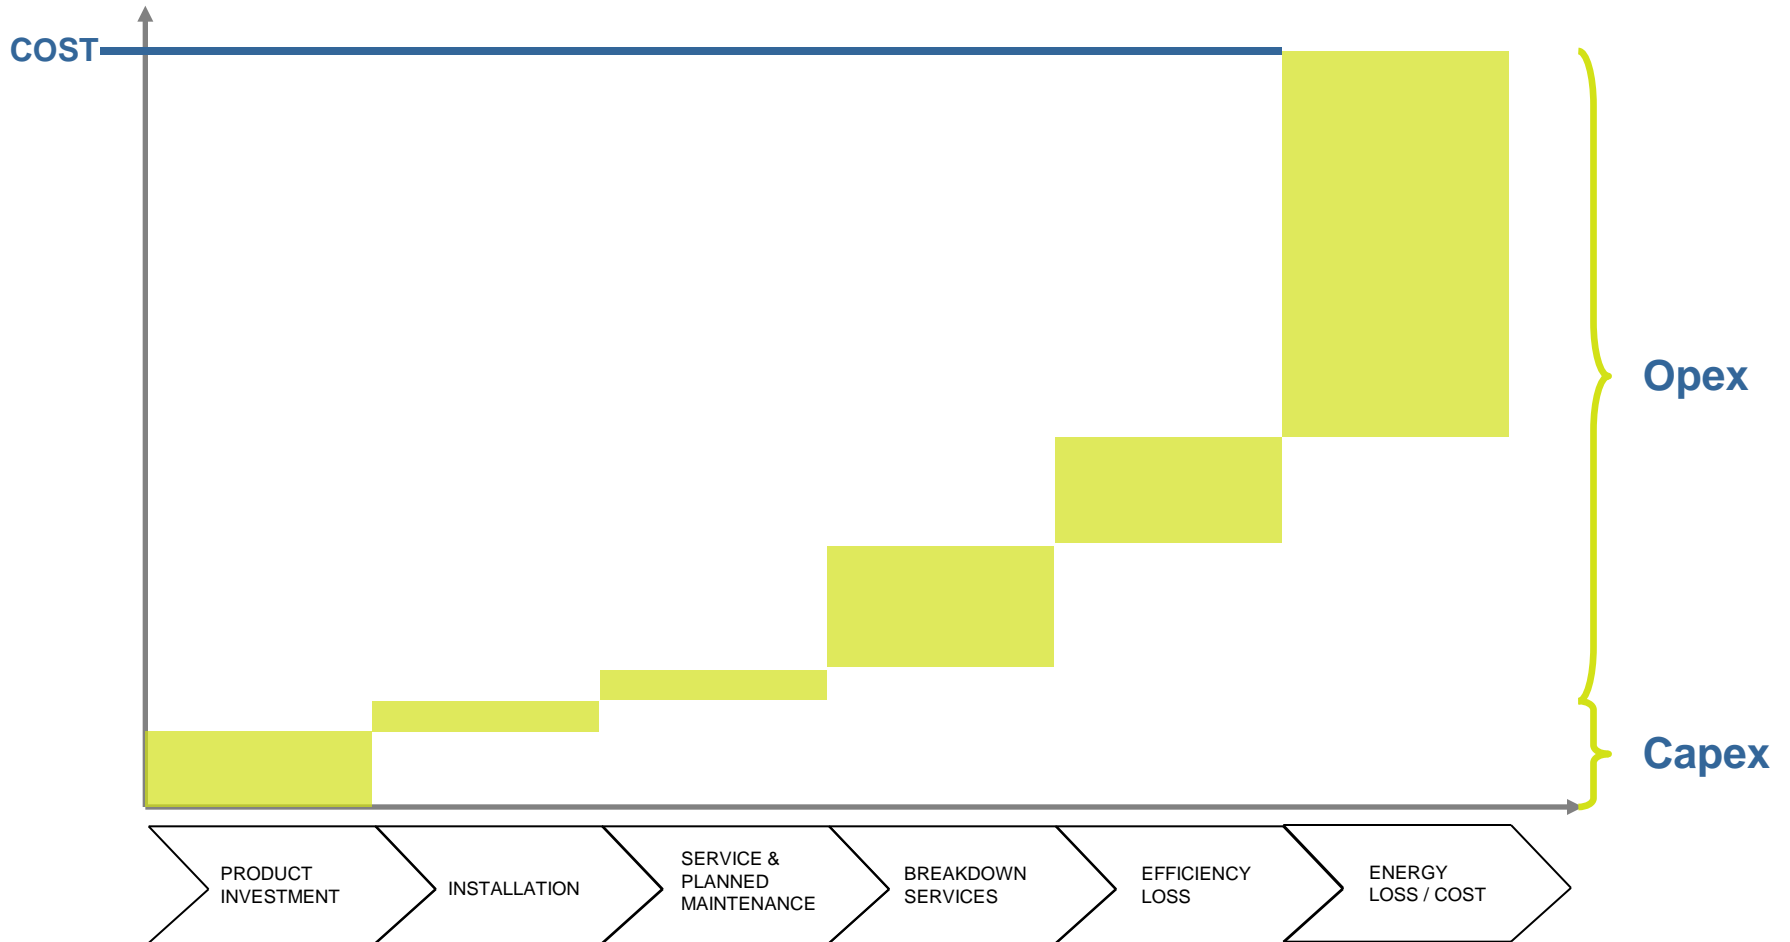 COST
Opex
Capex
PRODUCT
INVESTMENT
INSTALLATION
SERVICE &
PLANNED
MAINTENANCE
BREAKDOWN
SERVICES
EFFICIENCY
LOSS
ENERGY
LOSS / COST